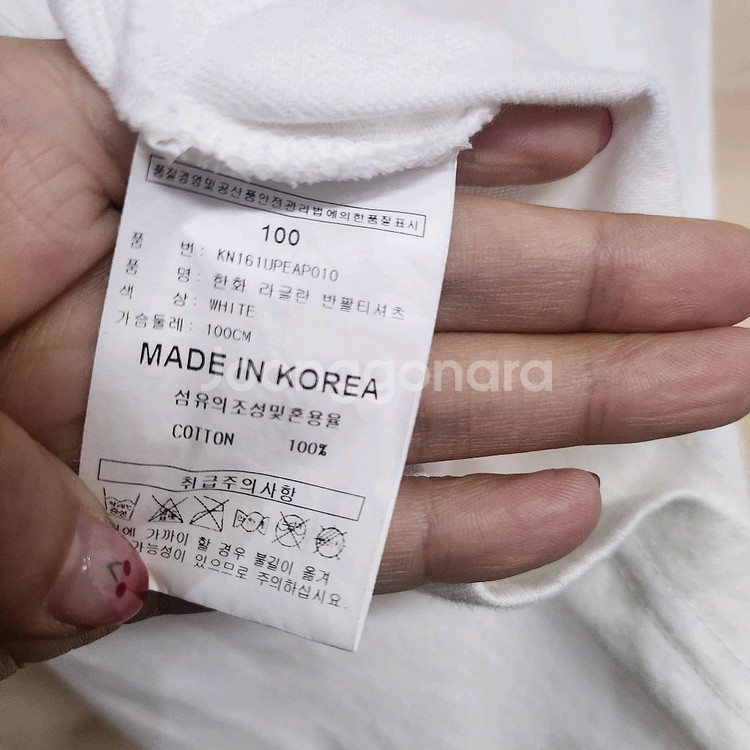 품질경영및공산품안전관리법에의한품질표시
100
품 번: KN161UPEAP010
품 명: 한화 라글란 반팔티셔츠
색 상: WHITE
가슴둘레: 100CM
MADE IN KOREA
Joonggonara
섬유의조성및혼용율
COTTON 100%
취급주의사항
가까이 할 경우 불길이 옮겨
가능성이 있으므로 주의하십시요.